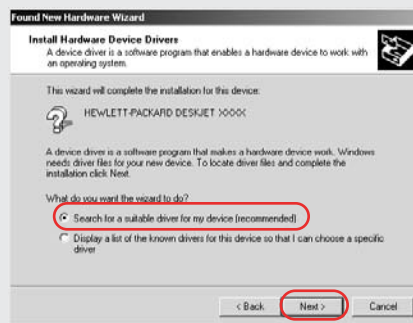 Found New Hardware Wizard
Install Hardware Device Drivers
A device driver is a software program that enables a hardware device to work with
an operating system.
This wizard will complete the installation for this device:
HEWLETT-PACKARD DESKJET XXXX
A device driver is a software program that makes a hardware device work. Windows
needs driver files for your new device. To locate driver files and complete the
installation click Next.
What do you want the wizard to do?
Search for a suitable driver for my device (recommended)
Display a list of the known drivers for this device so that I can choose a specific
driver
< Back Next > Cancel